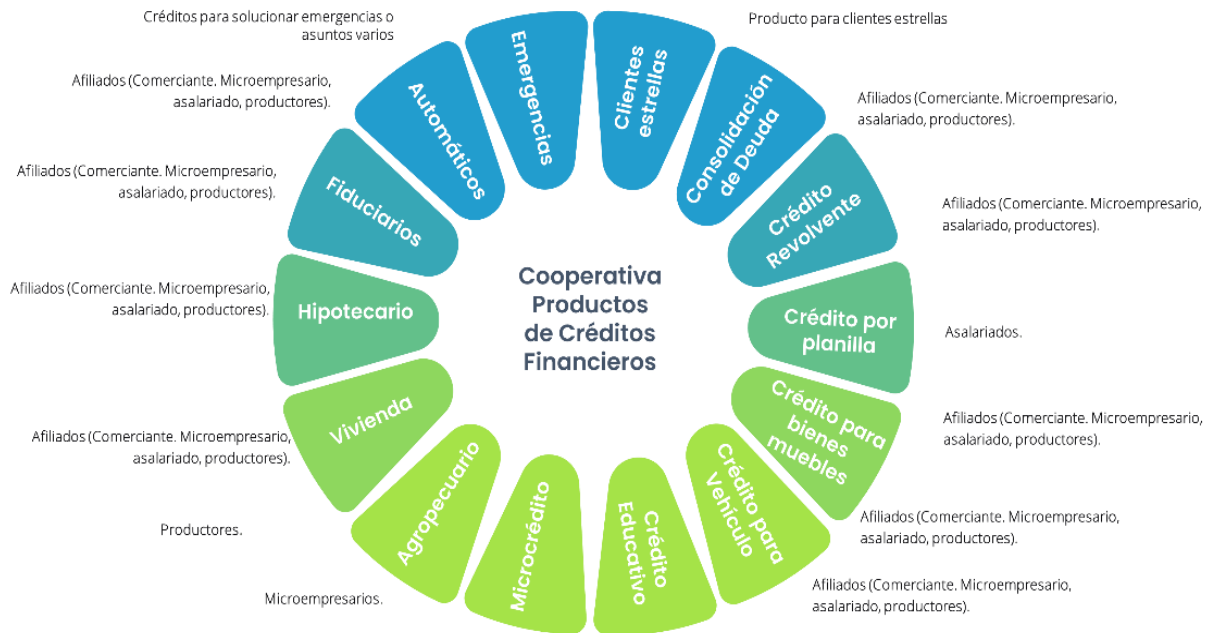 Créditos para solucionar emergencias o
asuntos varios
Producto para clientes estrellas
Emergencias
Clientes
estrellas
Afiliados (Comerciante. Microempresario,
asalariado, productores).
Automáticos
Consolidación
de Deuda
Afiliados (Comerciante. Microempresario,
asalariado, productores).
Afiliados (Comerciante. Microempresario,
asalariado, productores).
Fiduciarios
Crédito
Revolvente
Afiliados (Comerciante. Microempresario,
asalariado, productores).
Afiliados (Comerciante. Microempresario,
asalariado, productores).
Hipotecario
Cooperativa
Productos
de Créditos
Financieros
Crédito por
planilla
Asalariados.
Afiliados (Comerciante. Microempresario,
asalariado, productores).
Vivienda
Crédito para
bienes
muebles
Afiliados (Comerciante. Microempresario,
asalariado, productores).
Productores.
Agropecuario
Microcrédito
Crédito
Educativo
Crédito para
Vehículo
Afiliados (Comerciante. Microempresario,
asalariado, productores).
Microempresarios.
Afiliados (Comerciante. Microempresario,
asalariado, productores).